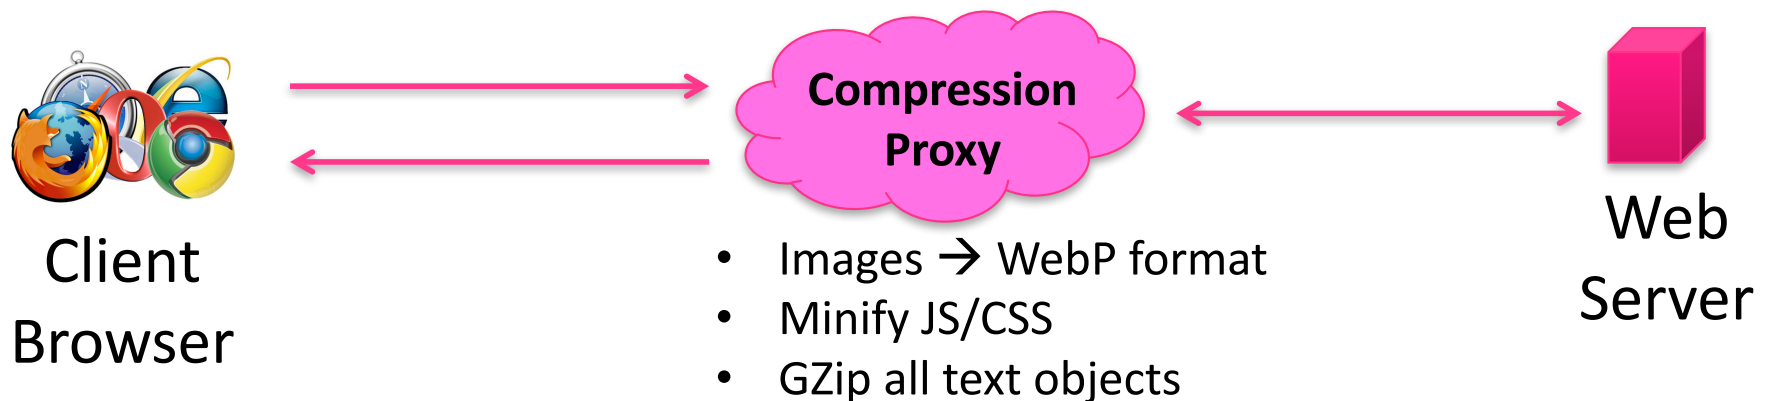 Compression
Proxy
Client
Browser
• Images → WebP format
• Minify JS/CSS
• GZip all text objects
Web
Server